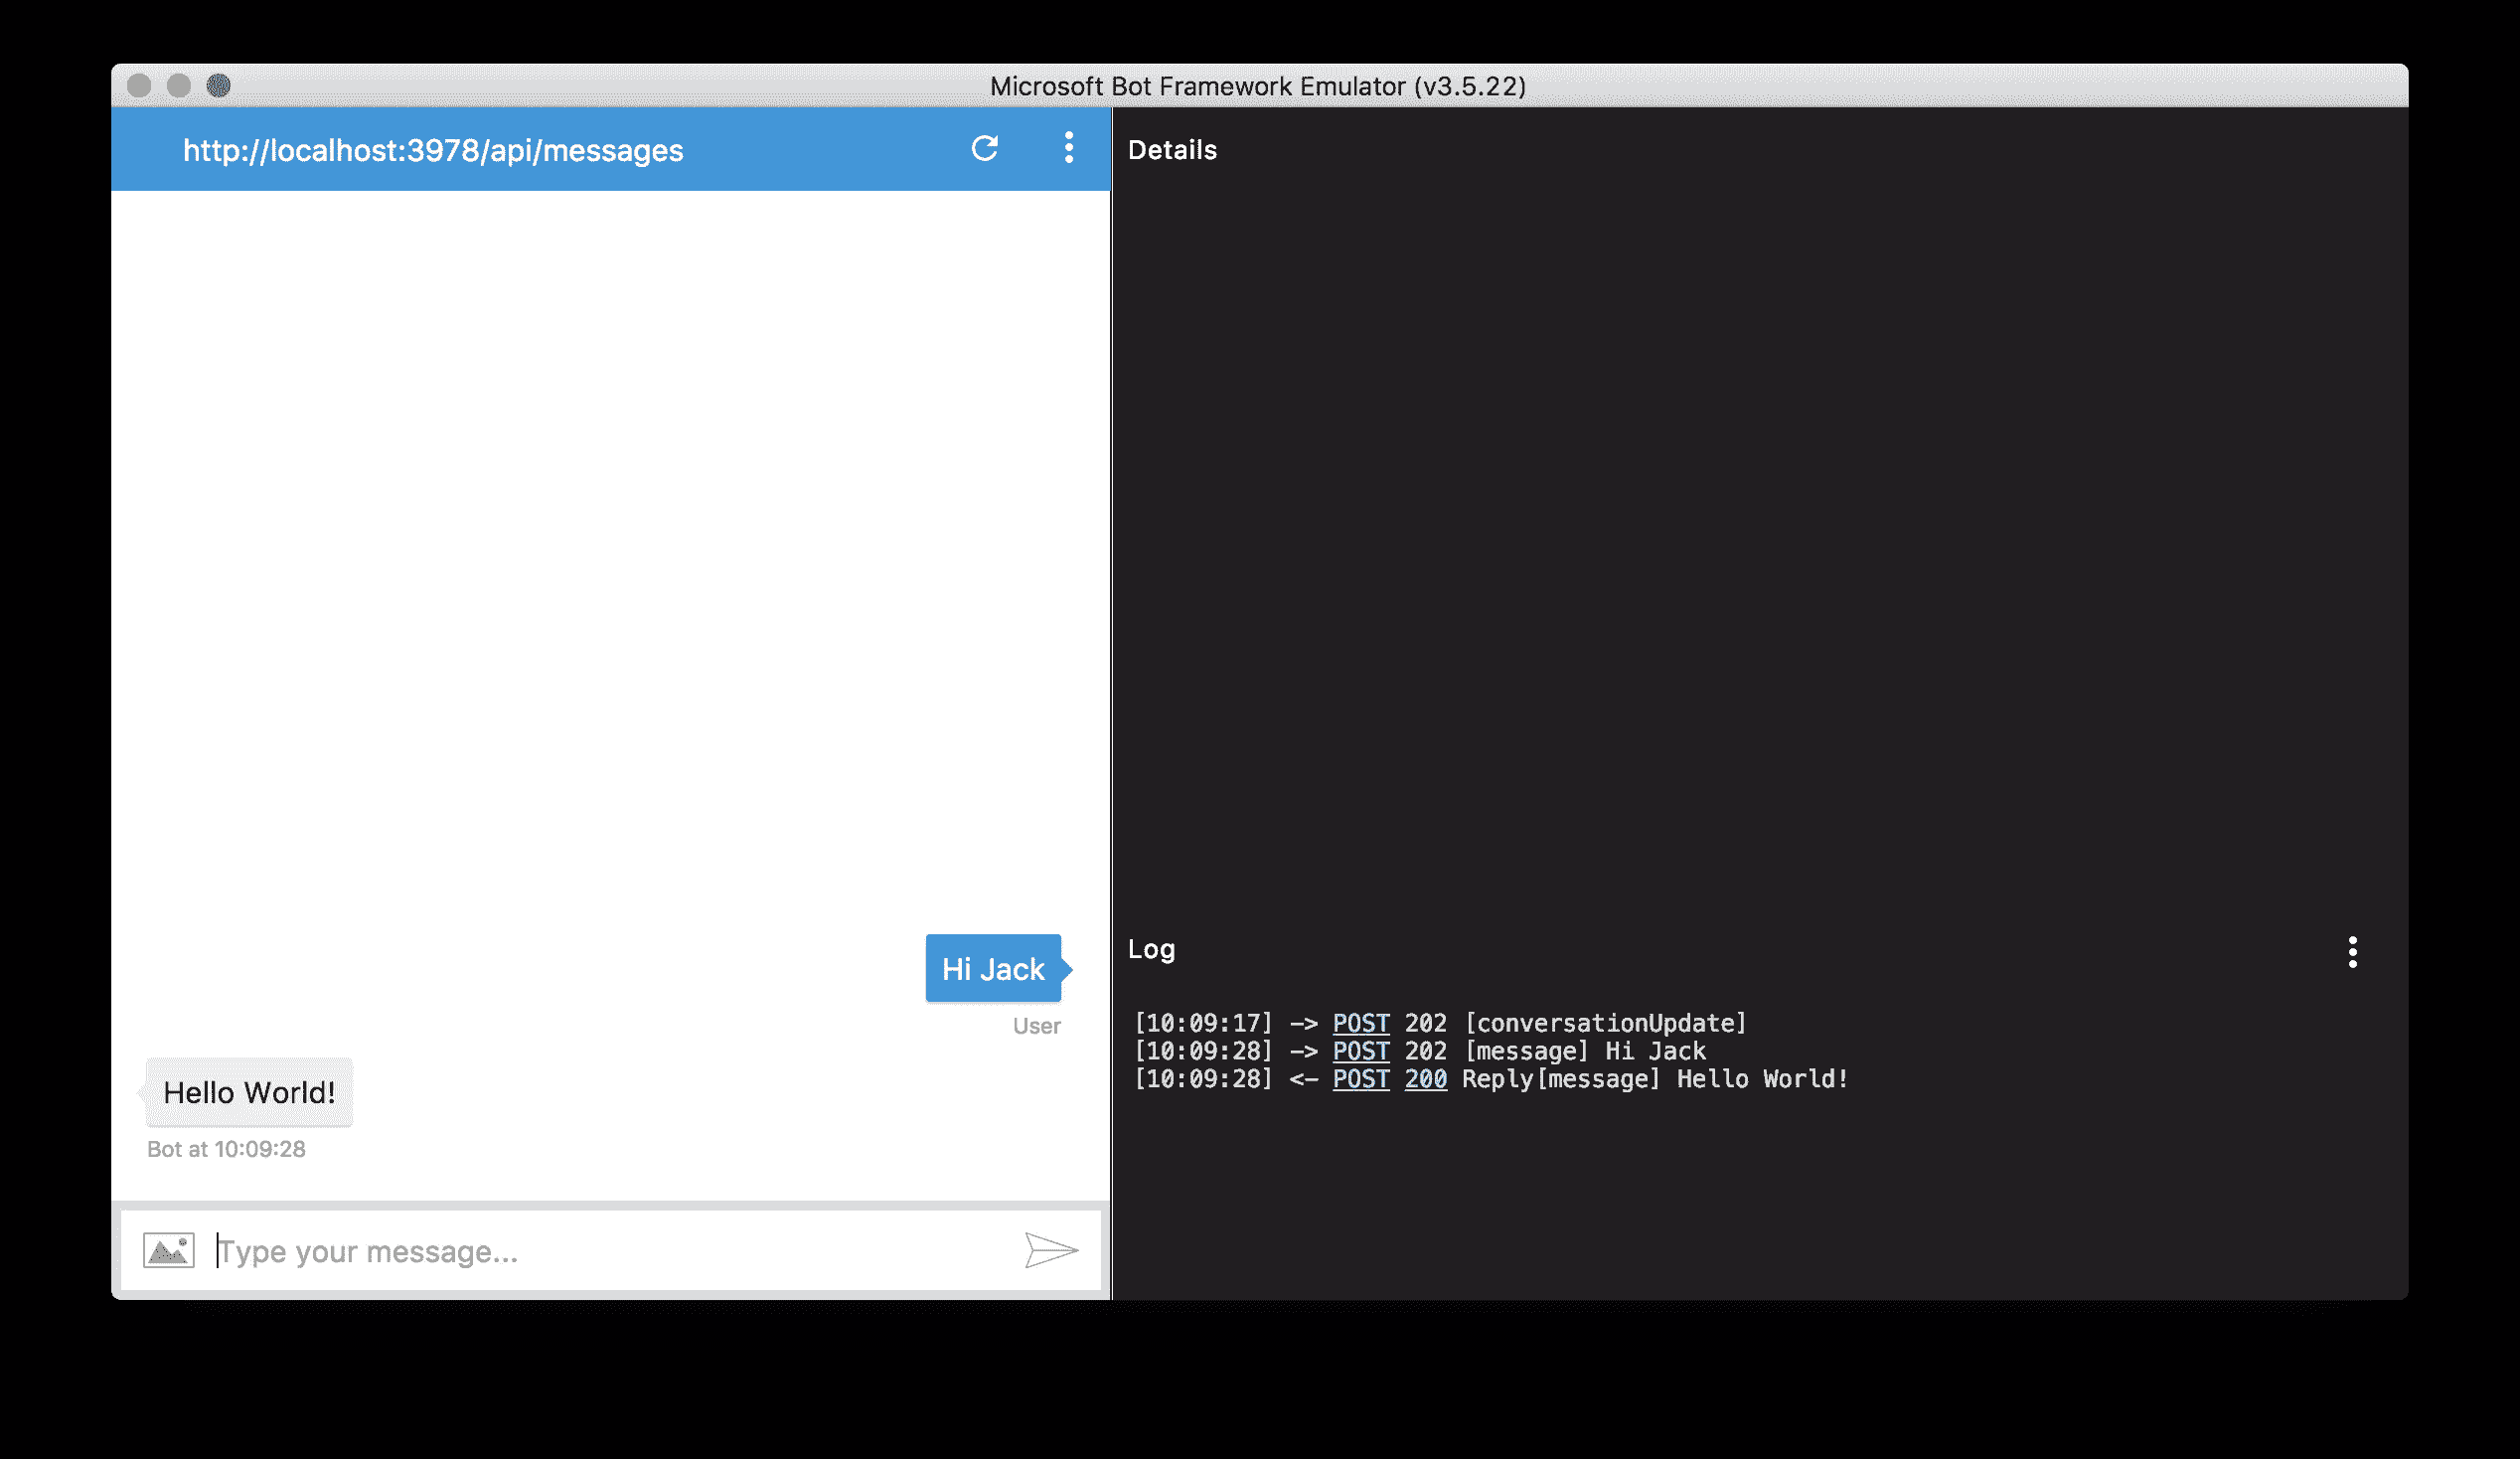 Microsoft Bot Framework Emulator (v3.5.22)
http://localhost:3978/api/messages
Hi Jack
User
Hello World!
Bot at 10:09:28
Type your message...
Details
Log
[10:09:17] -> POST 202 [conversationUpdate]
[10:09:28] -> POST 202 [message] Hi Jack
[10:09:28] <- POST 200 Reply[message] Hello World!